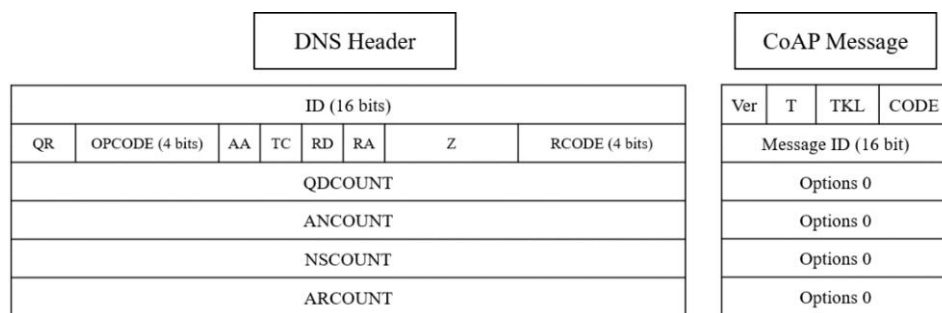 DNS Header
ID (16 bits)
QR OPCODE (4 bits) AA TC RD RA Z RCODE (4 bits)
QDCOUNT
ANCOUNT
NSCOUNT
ARCOUNT
CoAP Message
Ver T TKL CODE
Message ID (16 bit)
Options 0
Options 0
Options 0
Options 0